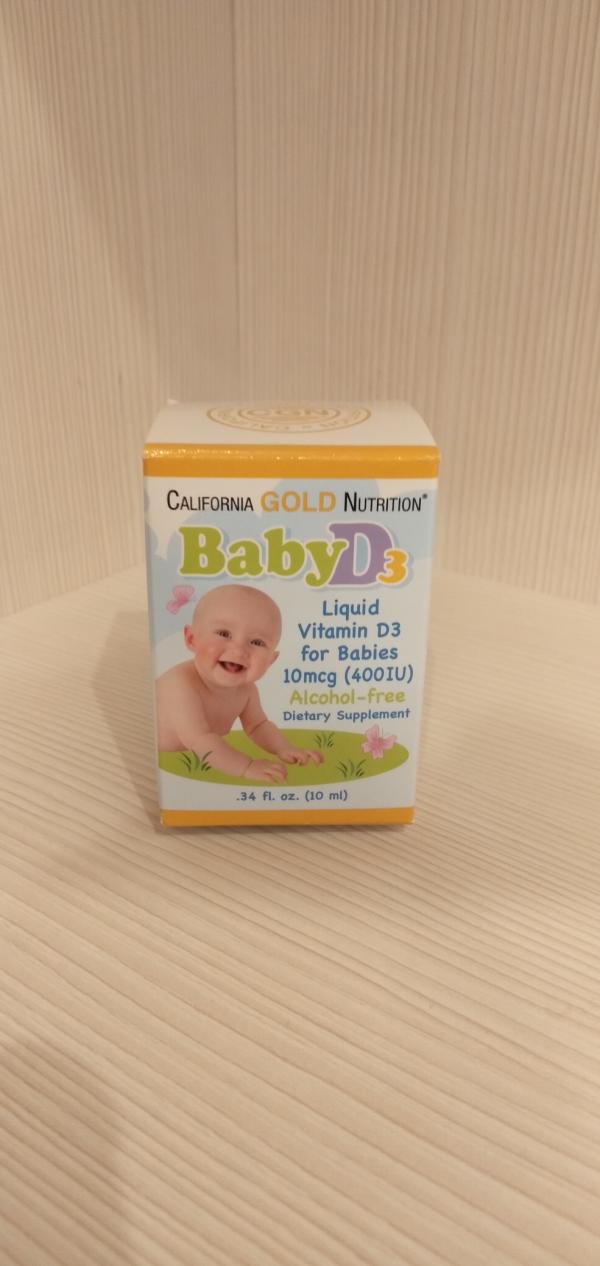 CGN
CALIFORNIA GOLD NUTRITION®
BabyD3
Liquid
Vitamin D3
for Babies
10mcg (400IU)
Alcohol-free
Dietary Supplement
.34 fl. oz. (10 ml)